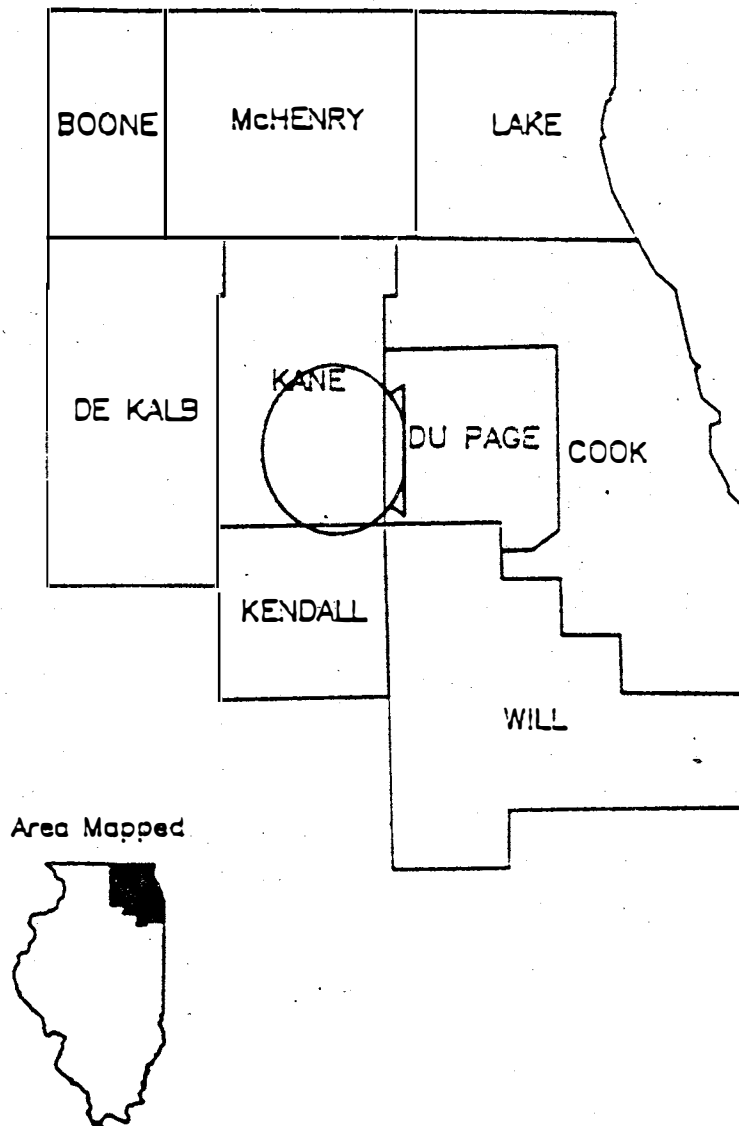 BOONE
McHENRY
LAKE
KANE
DE KALB
DU PAGE
COOK
KENDALL
WILL
Area Mapped